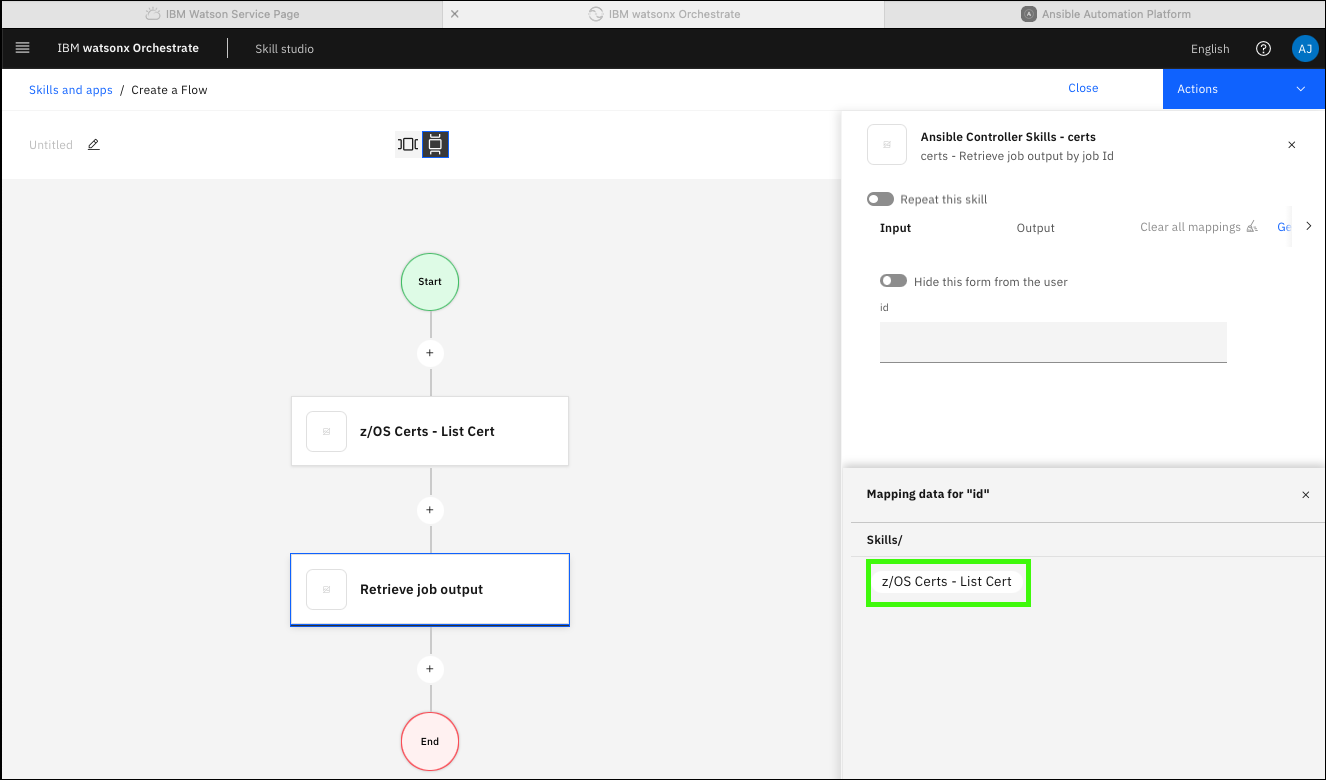 IBM Watson Service Page
IBM watsonx Orchestrate
Ansible Automation Platform
IBM watsonx Orchestrate
Skill studio
English
AJ
Skills and apps / Create a Flow
Close
Actions
Untitled
Ansible Controller Skills - certs
certs - Retrieve job output by job Id
Repeat this skill
Input
Output
Clear all mappings
Ge
Hide this form from the user
id
Start
z/OS Certs - List Cert
Retrieve job output
End
Mapping data for "id"
Skills/
z/OS Certs - List Cert